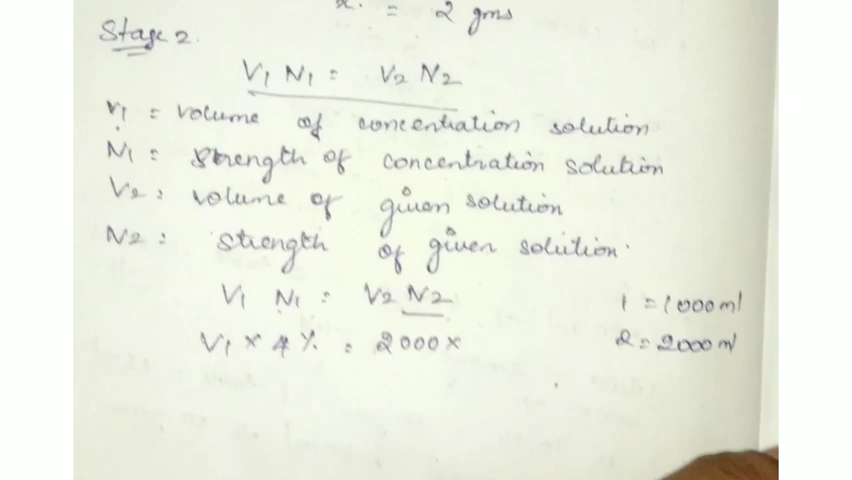 x. = 2 gms
Stage 2.
V1 N1 = V2 N2
V1 = volume of concentration solution
N1 = strength of concentration solution
V2 = volume of given solution
N2 = strength of given solution.
V1 N1 = V2 N2
1 = 1000 ml
V1 × 4 % = 2000 ×
2 = 2000 ml